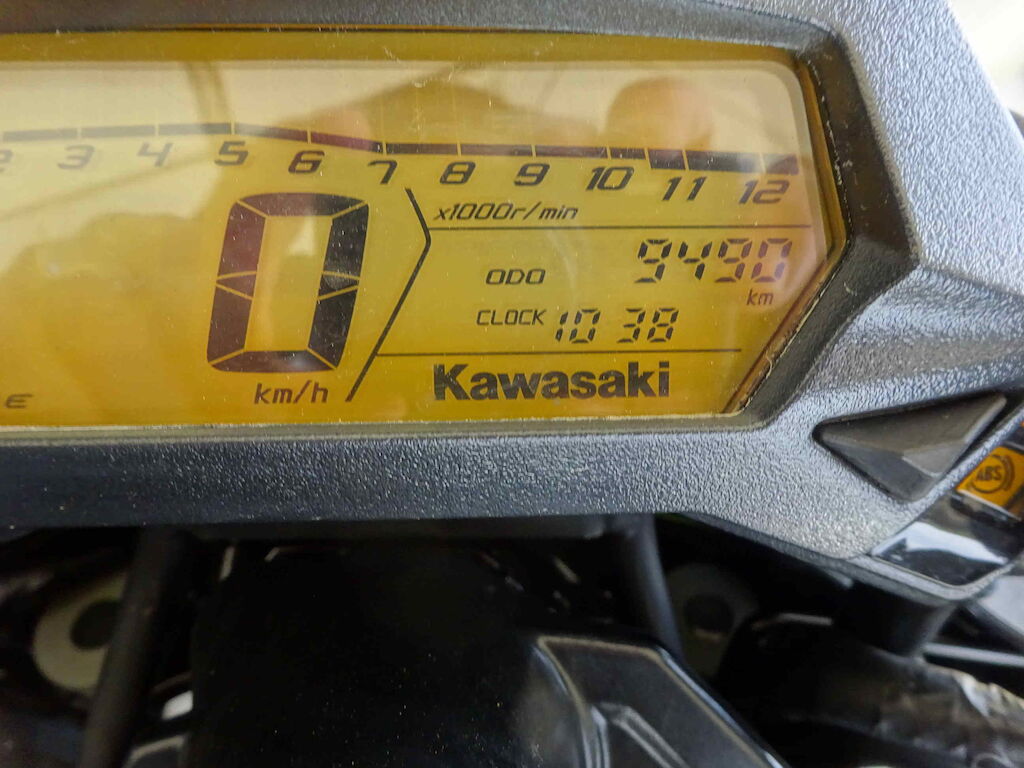 3 4 5 6 7 8 9 10 11 12
x1000r/min
0
km/h
ODO 9490
km
CLOCK 10 38
Kawasaki
E
ABS